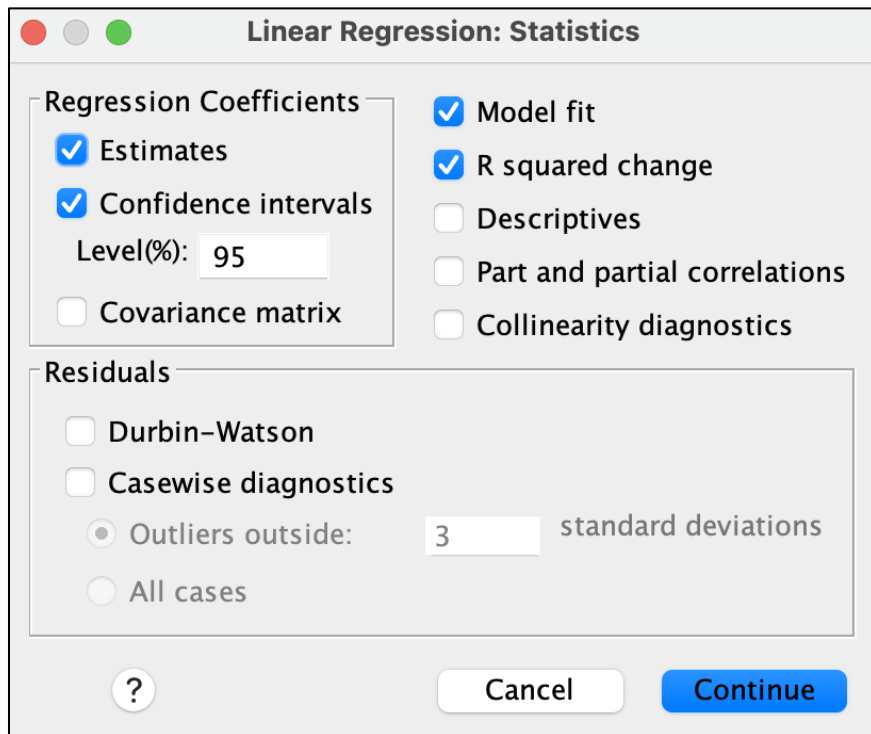 Linear Regression: Statistics
Regression Coefficients
Estimates
Confidence intervals
Level(%): 95
Covariance matrix
Model fit
R squared change
Descriptives
Part and partial correlations
Collinearity diagnostics
Residuals
Durbin-Watson
Casewise diagnostics
Outliers outside: 3 standard deviations
All cases
? Cancel Continue